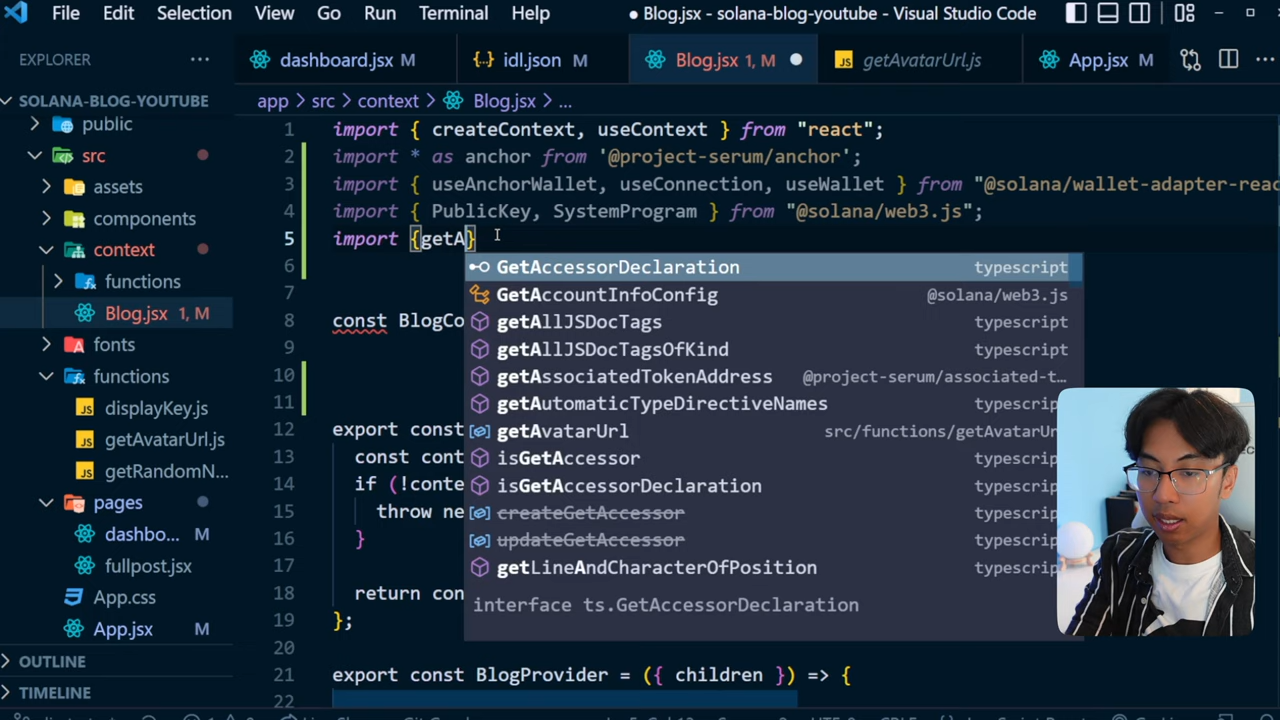 File Edit Selection View Go Run Terminal Help ● Blog.jsx - solana-blog-youtube - Visual Studio Code
EXPLORER ...
dashboard.jsx M
idl.json M
Blog.jsx 1, M
getAvatarUrl.js
App.jsx M
SOLANA-BLOG-YOUTUBE
public
src
assets
components
context
functions
Blog.jsx 1, M
fonts
functions
displayKey.js
getAvatarUrl.js
getRandomN...
pages
dashbo... M
fullpost.jsx
App.css
App.jsx M
OUTLINE
TIMELINE
app > src > context > Blog.jsx > ...
1 import { createContext, useContext } from "react";
2 import * as anchor from '@project-serum/anchor';
3 import { useAnchorWallet, useConnection, useWallet } from "@solana/wallet-adapter-reac
4 import { PublicKey, SystemProgram } from "@solana/web3.js";
5 import {getA}
6
7
8 const BlogCo
9
10
11
12 export const
13 const cont
14 if (!conte
15 throw ne
16 }
17
18 return con
19 };
20
21 export const BlogProvider = ({ children }) => {
22
GetAccessorDeclaration typescript
GetAccountInfoConfig @solana/web3.js
getAllJSDocTags typescript
getAllJSDocTagsOfKind typescript
getAssociatedTokenAddress @project-serum/associated-t...
getAutomaticTypeDirectiveNames typescript
getAvatarUrl src/functions/getAvatarUr
isGetAccessor typescript
isGetAccessorDeclaration typescript
createGetAccessor typescript
updateGetAccessor typescript
getLineAndCharacterOfPosition typescript
interface ts.GetAccessorDeclaration